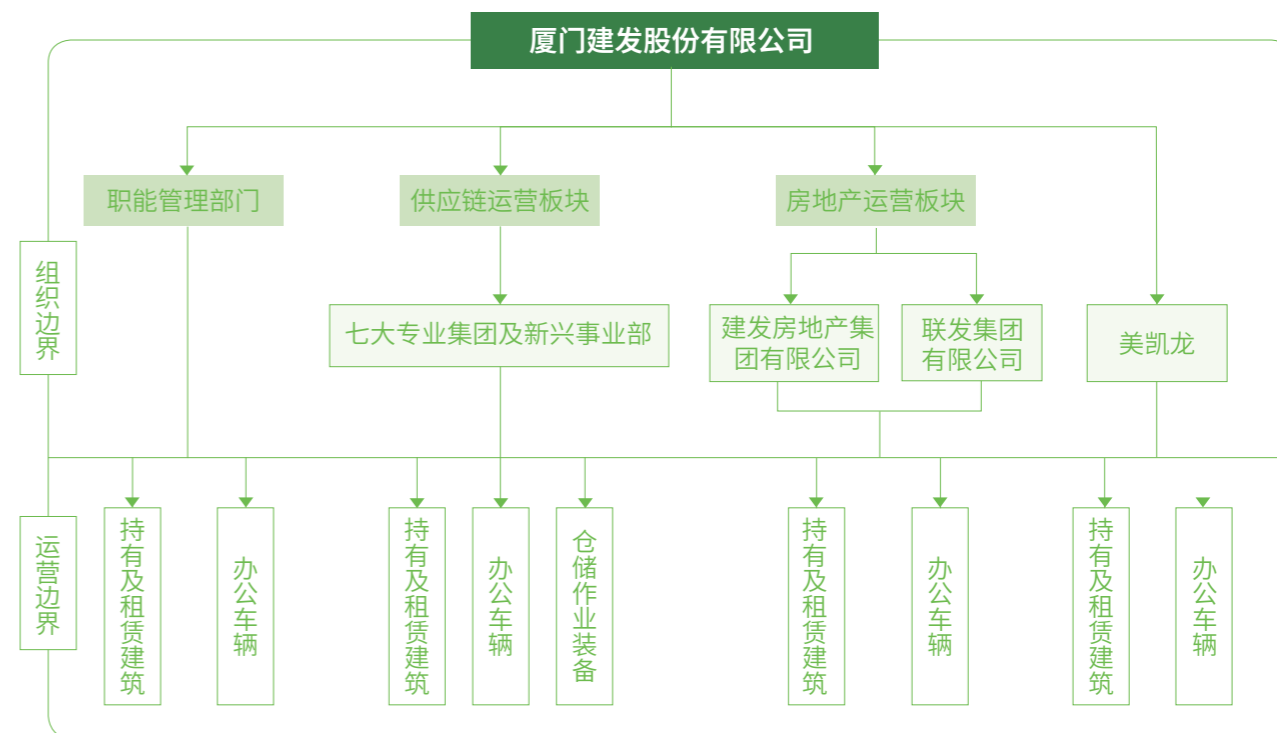 厦门建发股份有限公司
职能管理部门
供应链运营板块
房地产运营板块
组织边界
七大专业集团及新兴事业部
建发房地产集
团有限公司
联发集团
有限公司
美凯龙
运营边界
持有及租赁建筑
办公车辆
持有及租赁建筑
办公车辆
仓储作业装备
持有及租赁建筑
办公车辆
持有及租赁建筑
办公车辆